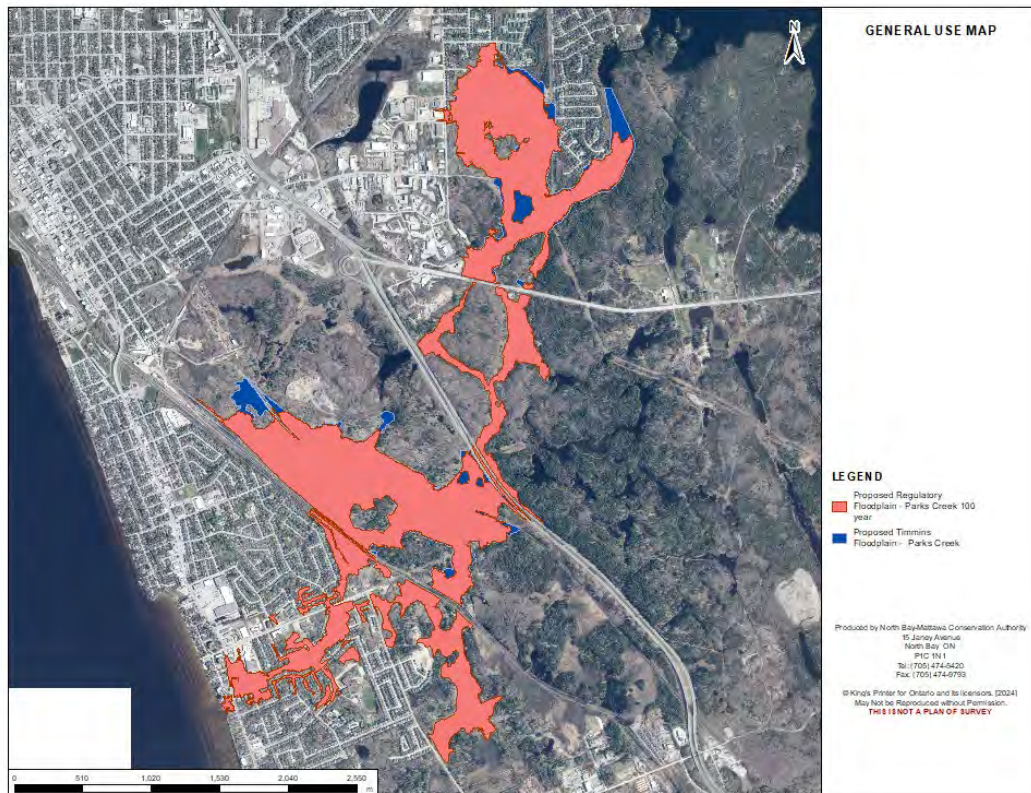 GENERAL USE MAP
N
LEGEND
Proposed Regulatory
Floodplain - Parks Creek 100
year
Proposed Timmins
Floodplain - Parks Creek
Produced by North Bay-Mattawa Conservation Authority
15 Janey Avenue
North Bay ON
P1C 1N1
Tel: (705) 474-5420
Fax: (705) 474-9793
© King's Printer for Ontario and its licensors. [2024]
May Not be Reproduced without Permission.
THIS IS NOT A PLAN OF SURVEY
0 510 1,020 1,530 2,040 2,550
m